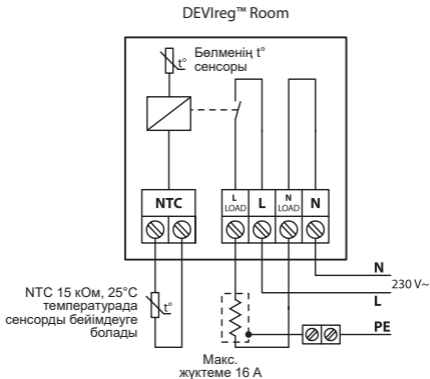 DEVIreg™ Room
Бөлменің t°
сенсоры
t°
NTC
L
LOAD
L
N
LOAD
N
N
230 V~
L
PE
NTC 15 кОм, 25°C
температурада
сенсорды бейімдеуге
болады
t°
Макс.
жүктеме 16 А